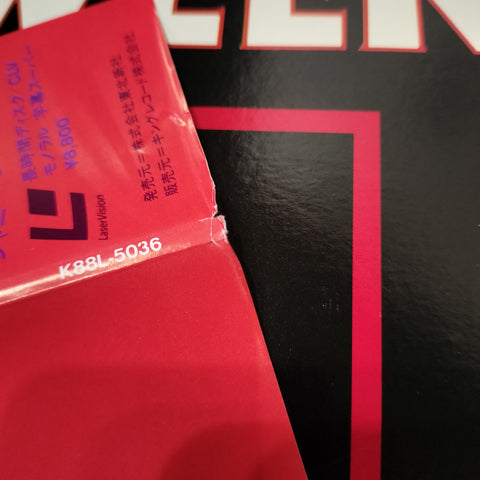 長時間ディスク CLV
モノラル 字幕スーパー
¥8,800
LaserVision
発売元=株式会社東北新社
販売元=キングレコード株式会社
K88L-5036